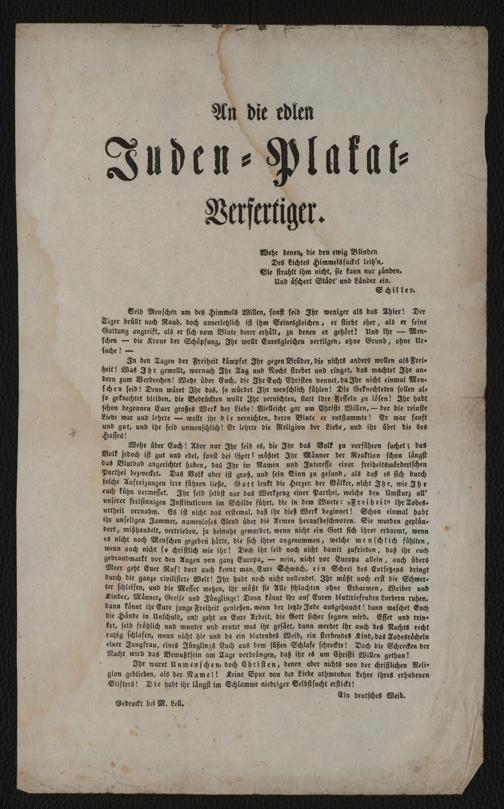 An die edlen
Juden-Plakat-
Verfertiger.
Wehe denen, die den ewig Blinden
Des Lichtes Himmelsfackel leih'n,
Sie strahlt ihm nicht, sie kann nur zünden,
Und äschert Städt' und Länder ein.
Schiller.
Seid Menschen um des Himmels Willen, sonst seid Ihr weniger als das Thier! Der
Tiger brüllt nach Raub, doch unverletzlich ist ihm Seinesgleichen, er stirbt eher, als er seine
Gattung angreift, als er sich vom Blute derer erhält, zu denen er gehört! Und Ihr — Men-
schen — die Krone der Schöpfung, Ihr wollt Euresgleichen vertilgen, ohne Grund, ohne Ur-
sache! —
In den Tagen der Freiheit kämpfet Ihr gegen Brüder, die nichts anders wollen als Frei-
heit! Was Ihr gewollt, wornach Ihr Tag und Nacht strebet und ringet, das machtet Ihr an-
dern zum Verbrechen! Wehe über Euch, die Ihr Euch Christen nennet, da Ihr nicht einmal Men-
schen seid! Denn wäret Ihr das, so würdet Ihr menschlich fühlen! Die Geknechteten sollen al-
so geknechtet bleiben, die Bedrückten wollt Ihr vernichten, statt ihre Fesseln zu lösen! Ihr habt
schon begonnen Euer großes Werk der Liebe! Vielleicht gar um Christi Willen, — der die reinste
Liebe war und lehrte — wollt ihr die vernichten, deren Blute er entstammte! Er war sanft
und gut, und ihr seid unmenschlich! Er lehrte die Religion der Liebe, und ihr übet die des
Hasses!
Wehe über Euch! Aber nur Ihr seid es, die Ihr das Volk zu verführen suchet; das
Volk jedoch ist gut und edel, sonst bei Gott! müßtet Ihr Männer der Reaktion schon längst
das Blutbad angerichtet haben, das Ihr im Namen und Interesse einer freiheitsmörderischen
Parthei bezwecket. Das Volk aber ist groß, und sein Sinn zu gesund, als daß es sich durch
solche Aufreizungen irre führen ließe, Gott lenkt die Herzen der Völker, nicht Ihr, wie Ihr
euch kühn vermesset. Ihr seid selbst nur das Werkzeug einer Parthei, welche den Umsturz all'
unserer freisinnigen Institutionen im Schilde führt, die in dem Worte: »Freiheit« ihr Todes-
urtheil vernahm. Es ist nicht das erstemal, daß ihr dieß Werk beginnet! Schon einmal habt
ihr unseligen Jammer, namenloses Elend über die Armen heraufbeschworen. Sie wurden geplün-
dert, mißhandelt, vertrieben, ja beinahe gemordet, wenn nicht ein Gott sich ihrer erbarmt, wenn
es nicht noch Menschen gegeben hätte, die sich ihrer angenommen, welche menschlich fühlten,
wenn auch nicht so christlich wie ihr! Doch ihr seid noch nicht damit zufrieden, daß ihr euch
gebrandmarkt vor den Augen von ganz Europa, — nein, nicht vor Europa allein, auch übers
Meer geht Euer Ruf! dort auch kennt man Eure Schmach, ein Schrei des Entsetzens dringt
durch die ganze civilisirte Welt! Ihr habt noch nicht vollendet. Ihr müßt noch erst die Schwer-
ter schleifen, und die Messer wehen, ihr müßt sie Alle schlachten ohne Erbarmen, Weiber und
Kinder, Männer, Greise und Jünglinge! Dann könnt ihr auf Euren bluttriefenden Lorbern ruhen,
dann könnt ihr Eure junge Freiheit genießen, wenn der letzte Jude ausgehaucht! dann waschet Euch
die Hände in Unschuld, und geht an Eure Arbeit, die Gott sicher segnen wird. Esset und trin-
ket, seid fröhlich und munter und erntet was ihr gesäet, dann werdet ihr auch des Nachts recht
ruhig schlafen, wenn nicht hie und da ein blutendes Weib, ein sterbendes Kind, das Todesröcheln
einer Jungfrau, eines Jünglings Euch aus dem süßen Schlafe schreckte! Doch die Schrecken der
Nacht wird das Bewußtsein am Tage verdrängen, daß ihr es um Christi Willen gethan!
Ihr waret Unmenschen, doch Christen, denen aber nichts von der christlichen Reli-
gion geblieben, als der Name!! Keine Spur von der Liebe athmenden Lehre ihres erhabenen
Stifters! Die habt ihr längst im Schlamme niedriger Selbstsucht erstickt!
Ein deutsches Weib.
Gedruckt bei M. Lell.